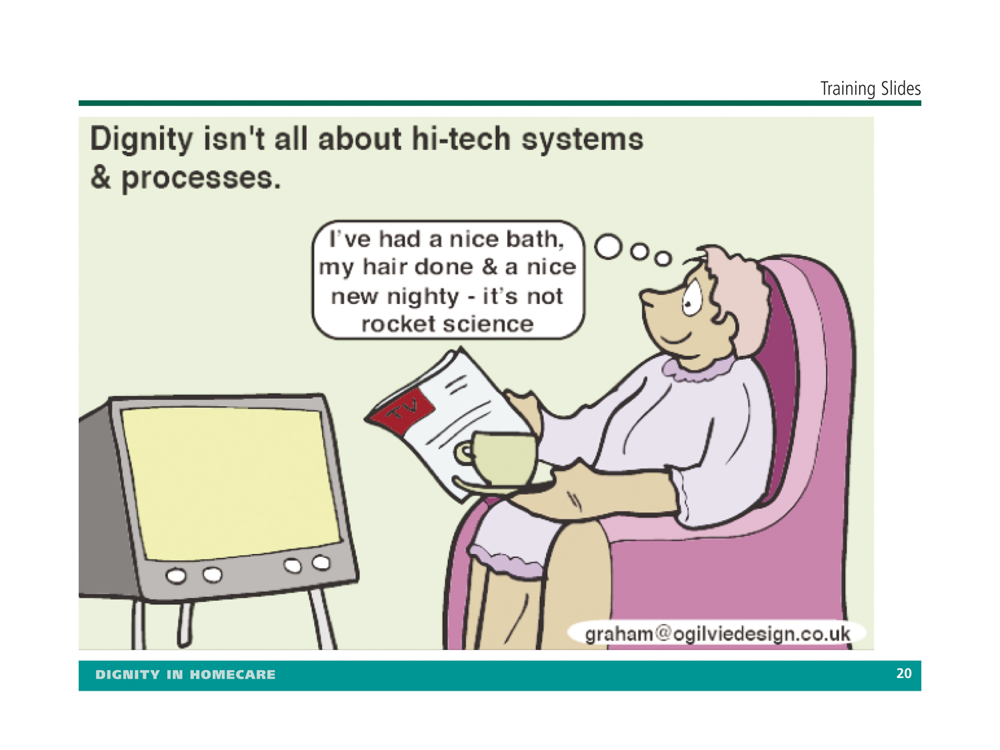 Training Slides
Dignity isn't all about hi-tech systems
& processes.
I've had a nice bath,
my hair done & a nice
new nighty - it's not
rocket science
TV
graham@ogilviedesign.co.uk
DIGNITY IN HOMECARE
20